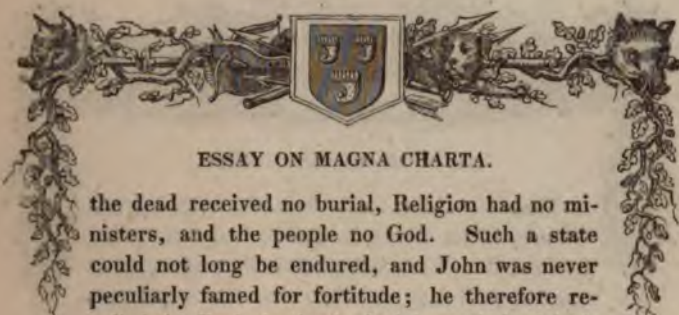 ESSAY ON MAGNA CHARTA.
the dead received no burial, Religion had no mi-
nisters, and the people no God. Such a state
could not long be endured, and John was never
peculiarly famed for fortitude; he therefore re-